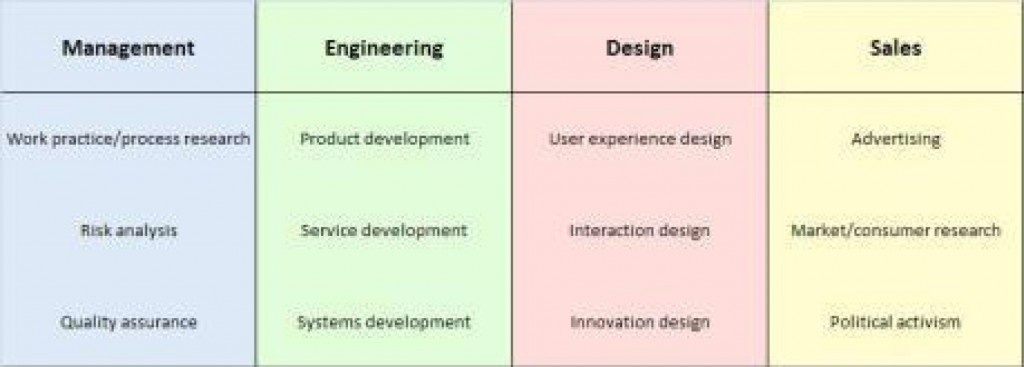 Management Engineering Design Sales
Work practice/process research Product development User experience design Advertising
Risk analysis Service development Interaction design Market/consumer research
Quality assurance Systems development Innovation design Political activism